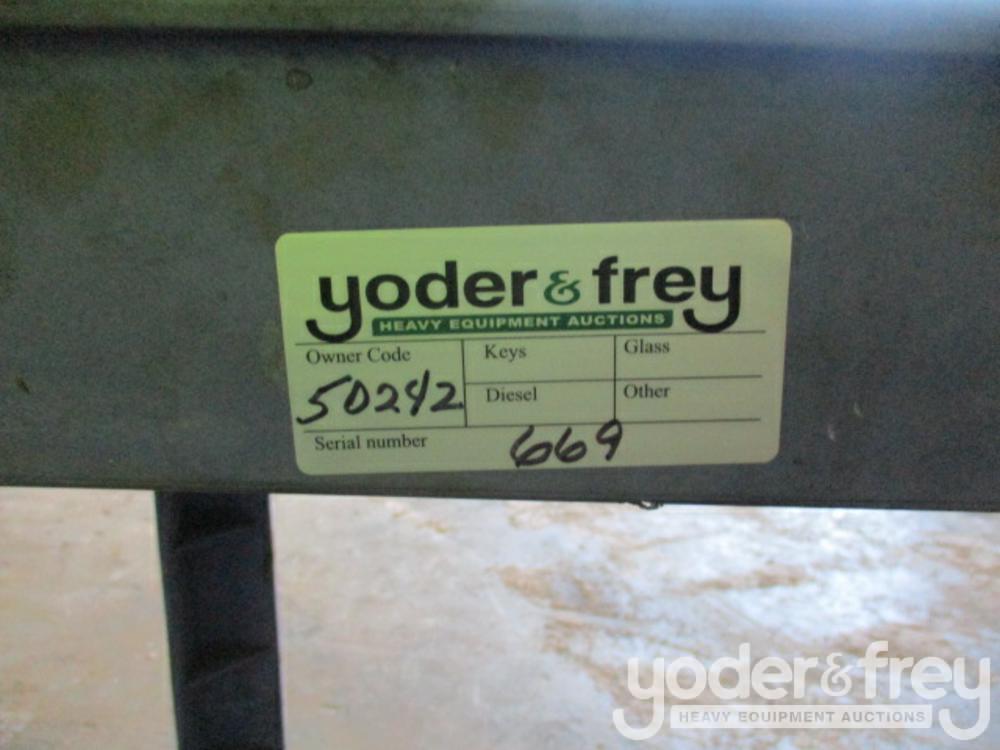 yoder & frey
HEAVY EQUIPMENT AUCTIONS
Owner Code Keys Glass
50242 Diesel Other
Serial number 669
yoder & frey
HEAVY EQUIPMENT AUCTIONS